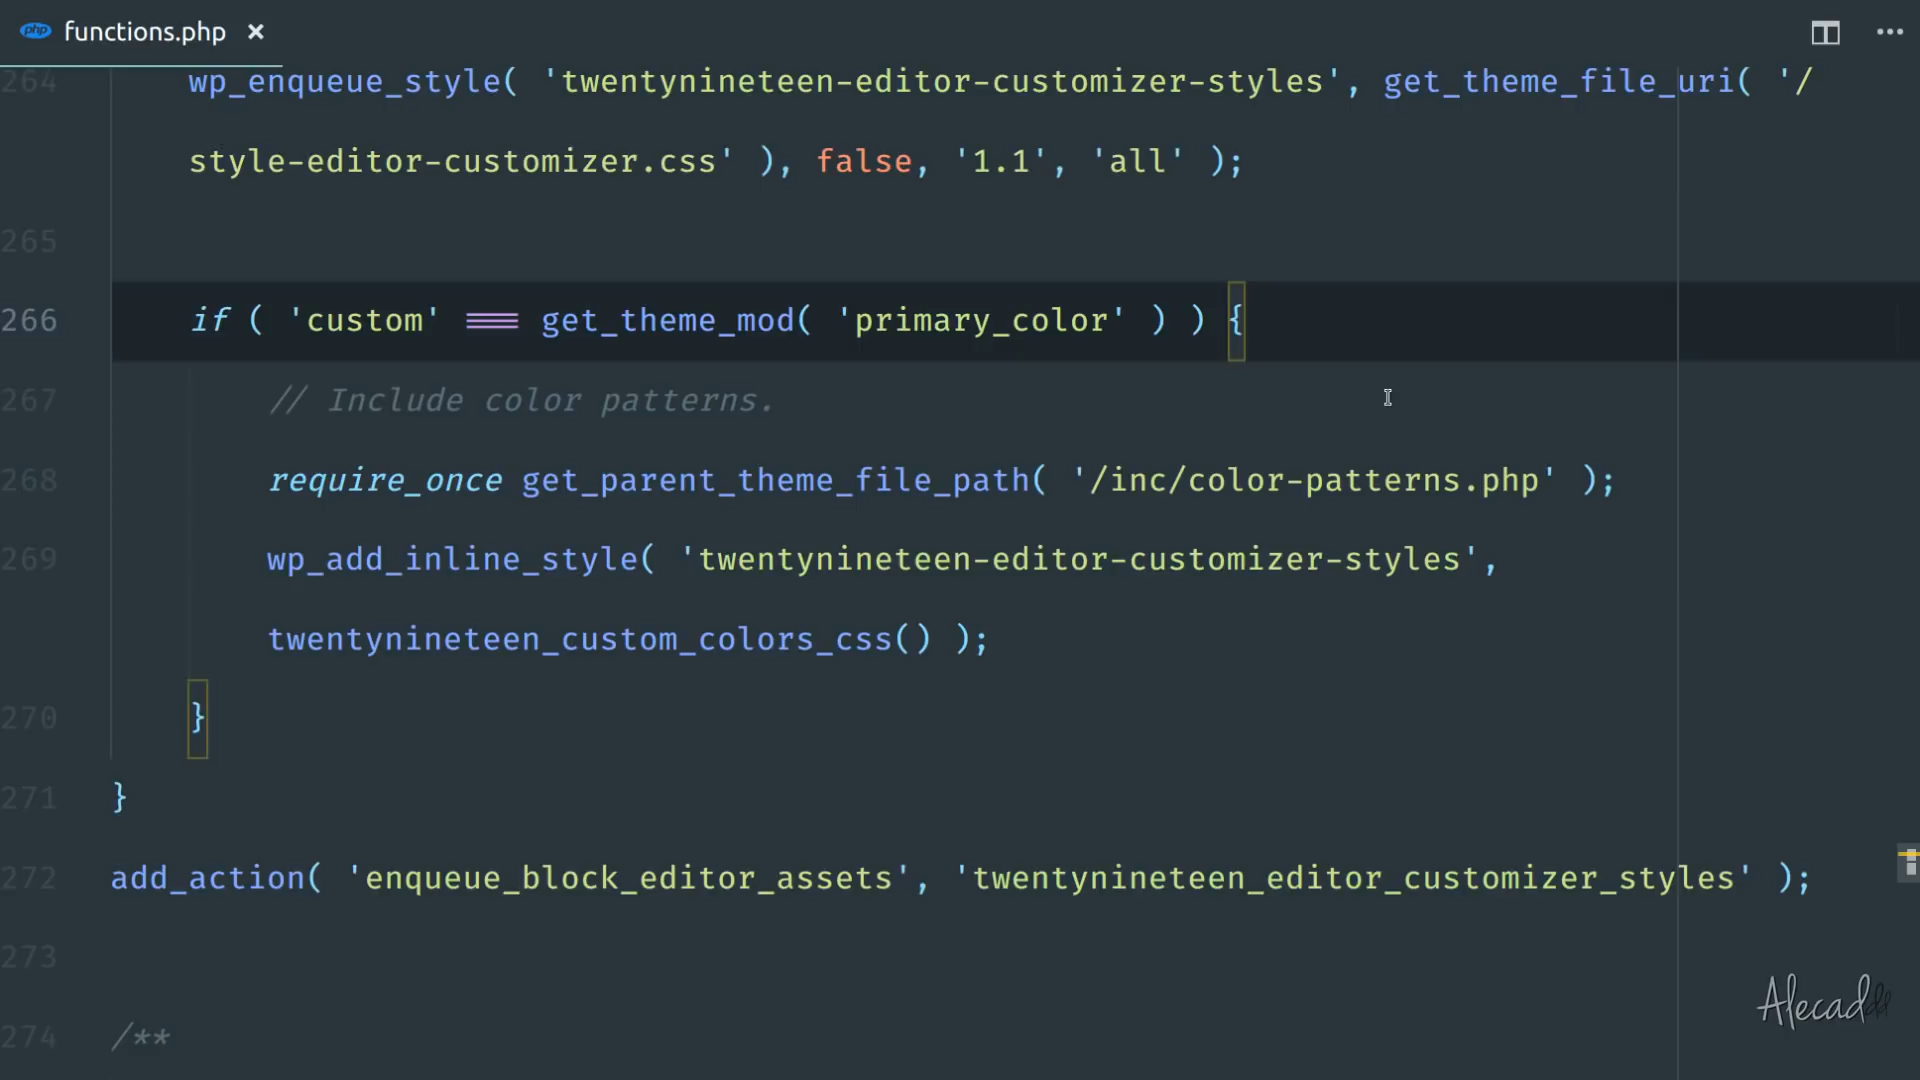 php functions.php ×
264 wp_enqueue_style( 'twentynineteen-editor-customizer-styles', get_theme_file_uri( '/
style-editor-customizer.css' ), false, '1.1', 'all' );
265
266 if ( 'custom' === get_theme_mod( 'primary_color' ) ) {
267 // Include color patterns.
268 require_once get_parent_theme_file_path( '/inc/color-patterns.php' );
269 wp_add_inline_style( 'twentynineteen-editor-customizer-styles',
twentynineteen_custom_colors_css() );
270 }
271 }
272 add_action( 'enqueue_block_editor_assets', 'twentynineteen_editor_customizer_styles' );
273
274 /**
Alecaddd